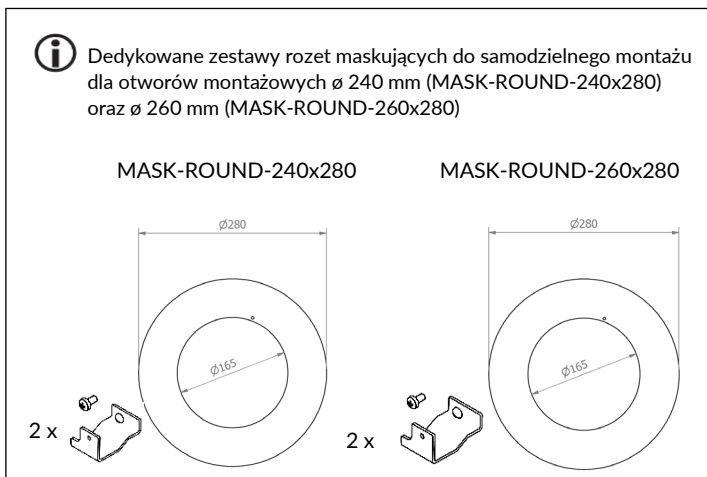 Dedykowane zestawy rozet maskujących do samodzielnego montażu
dla otworów montażowych ø 240 mm (MASK-ROUND-240x280)
oraz ø 260 mm (MASK-ROUND-260x280)
MASK-ROUND-240x280
MASK-ROUND-260x280
Ø280
Ø280
Ø165
Ø165
2 x
2 x